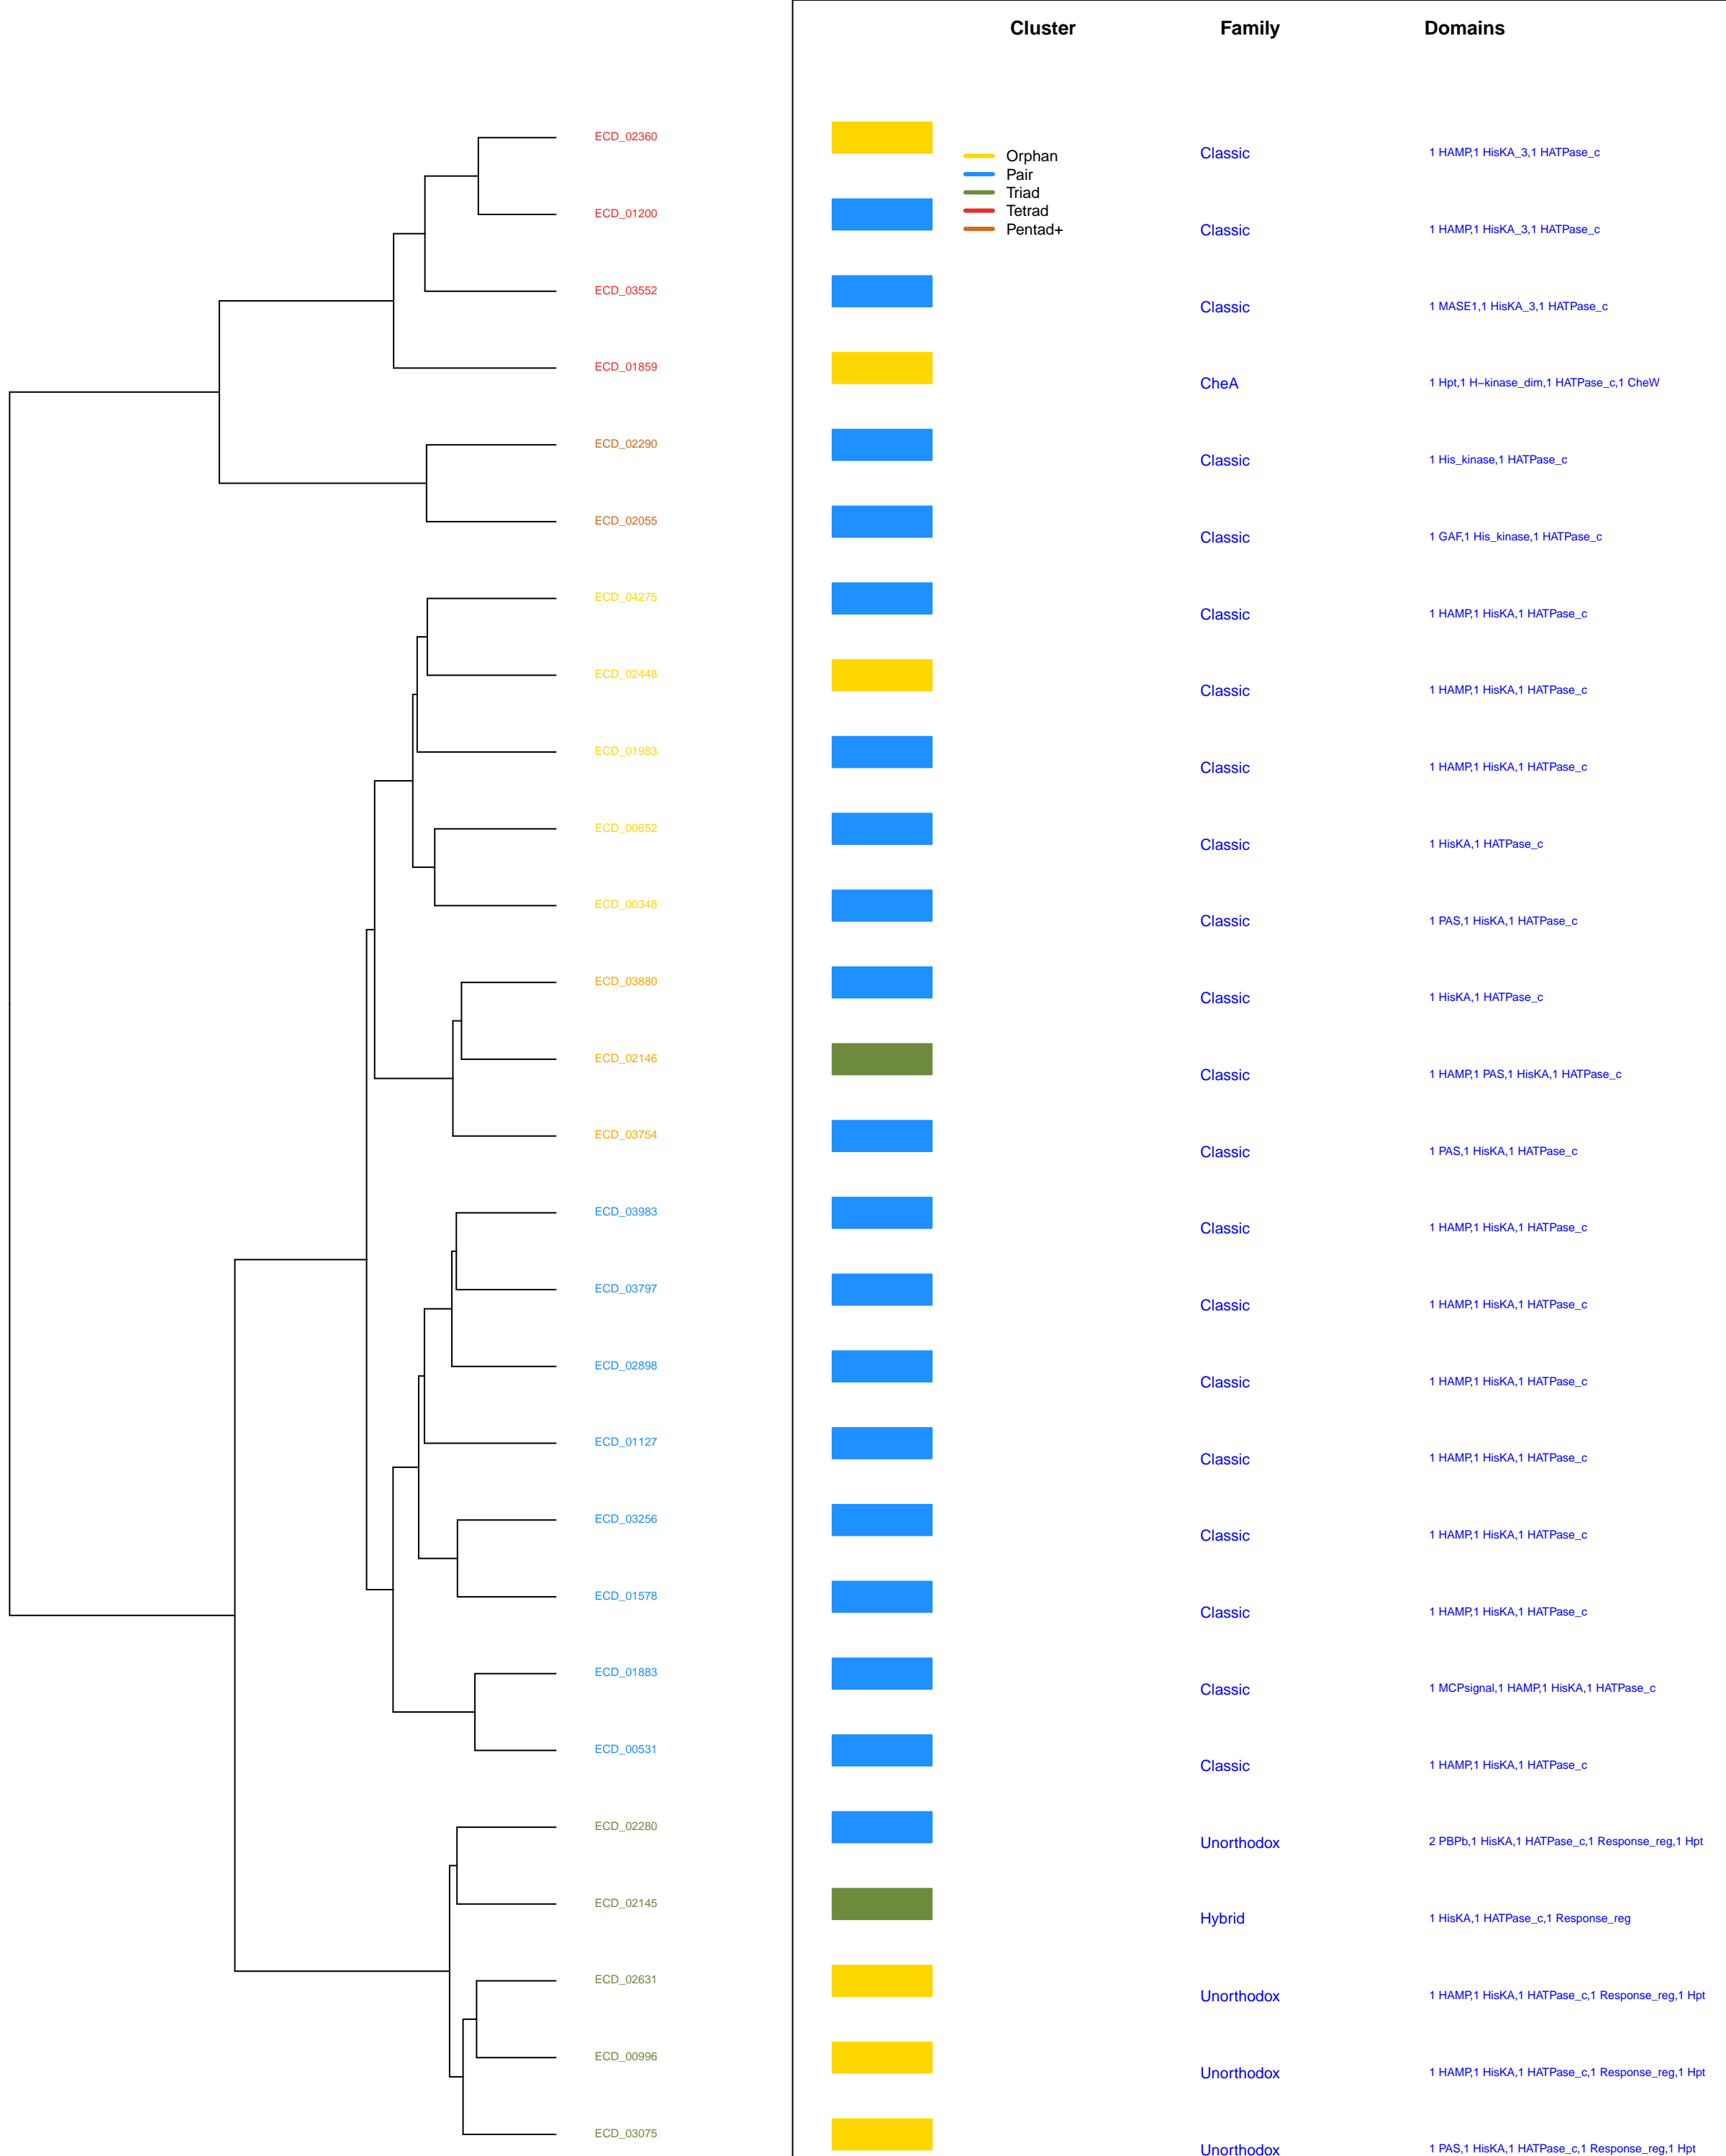 Cluster Family Domains
ECD_02360 Classic 1 HAMP,1 HisKA_3,1 HATPase_c
Orphan
Pair
Triad
Tetrad
Pentad+
ECD_01200 Classic 1 HAMP,1 HisKA_3,1 HATPase_c
ECD_03552 Classic 1 MASE1,1 HisKA_3,1 HATPase_c
ECD_01859 CheA 1 Hpt,1 H−kinase_dim,1 HATPase_c,1 CheW
ECD_02290 Classic 1 His_kinase,1 HATPase_c
ECD_02055 Classic 1 GAF,1 His_kinase,1 HATPase_c
ECD_04275 Classic 1 HAMP,1 HisKA,1 HATPase_c
ECD_02448 Classic 1 HAMP,1 HisKA,1 HATPase_c
ECD_01983 Classic 1 HAMP,1 HisKA,1 HATPase_c
ECD_00652 Classic 1 HisKA,1 HATPase_c
ECD_00348 Classic 1 PAS,1 HisKA,1 HATPase_c
ECD_03880 Classic 1 HisKA,1 HATPase_c
ECD_02146 Classic 1 HAMP,1 PAS,1 HisKA,1 HATPase_c
ECD_03754 Classic 1 PAS,1 HisKA,1 HATPase_c
ECD_03983 Classic 1 HAMP,1 HisKA,1 HATPase_c
ECD_03797 Classic 1 HAMP,1 HisKA,1 HATPase_c
ECD_02898 Classic 1 HAMP,1 HisKA,1 HATPase_c
ECD_01127 Classic 1 HAMP,1 HisKA,1 HATPase_c
ECD_03256 Classic 1 HAMP,1 HisKA,1 HATPase_c
ECD_01578 Classic 1 HAMP,1 HisKA,1 HATPase_c
ECD_01883 Classic 1 MCPsignal,1 HAMP,1 HisKA,1 HATPase_c
ECD_00531 Classic 1 HAMP,1 HisKA,1 HATPase_c
ECD_02280 Unorthodox 2 PBPb,1 HisKA,1 HATPase_c,1 Response_reg,1 Hpt
ECD_02145 Hybrid 1 HisKA,1 HATPase_c,1 Response_reg
ECD_02631 Unorthodox 1 HAMP,1 HisKA,1 HATPase_c,1 Response_reg,1 Hpt
ECD_00996 Unorthodox 1 HAMP,1 HisKA,1 HATPase_c,1 Response_reg,1 Hpt
ECD_03075 Unorthodox 1 PAS,1 HisKA,1 HATPase_c,1 Response_reg,1 Hpt